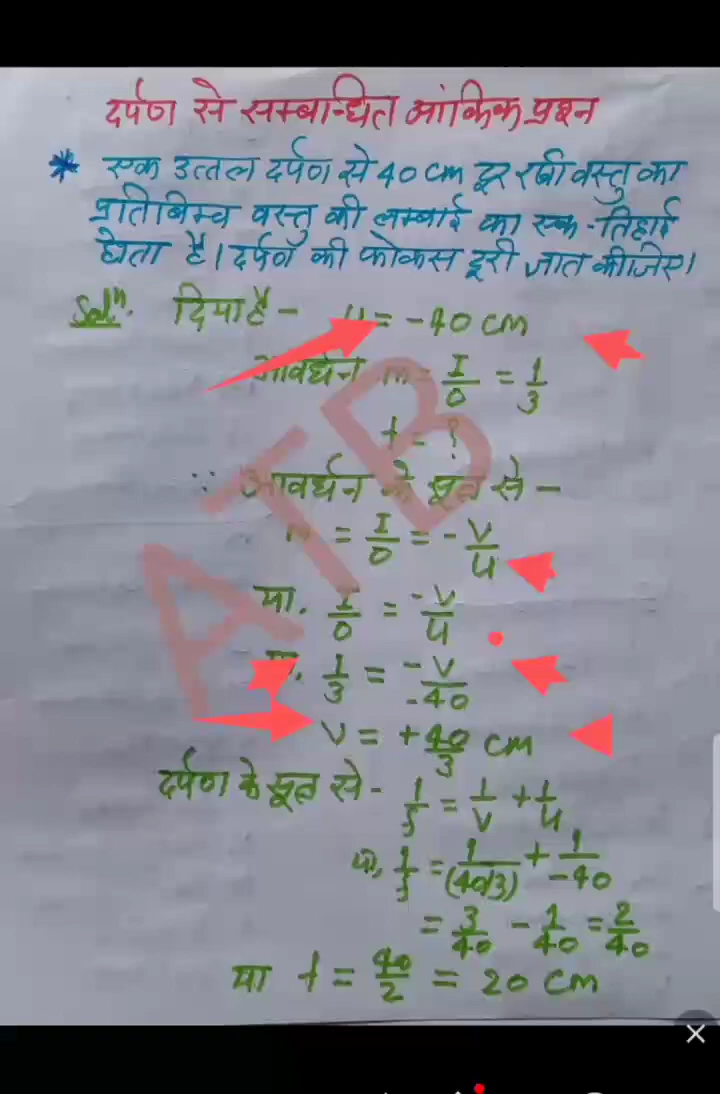 दर्पण से सम्बान्धित आंकिक प्रश्न
* एक उत्तल दर्पण से 40 cm दूर रखी वस्तु का
प्रतिबिम्ब वस्तु की लम्बाई का एक-तिहाई
होता है। दर्पण की फोकस दूरी ज्ञात कीजिए।
Solⁿ. दिया है - u = -40 cm
आवर्धन m = I/O = 1/3
f = ?
∵ आवर्धन के सूत्र से -
m = I/O = -v/u
या, I/O = -v/u
या, 1/3 = -v/-40
v = +40/3 cm
दर्पण के सूत्र से - 1/f = 1/v + 1/u
या, 1/f = 1/(40/3) + 1/-40
= 3/40 - 1/40 = 2/40
या f = 40/2 = 20 cm
ATB